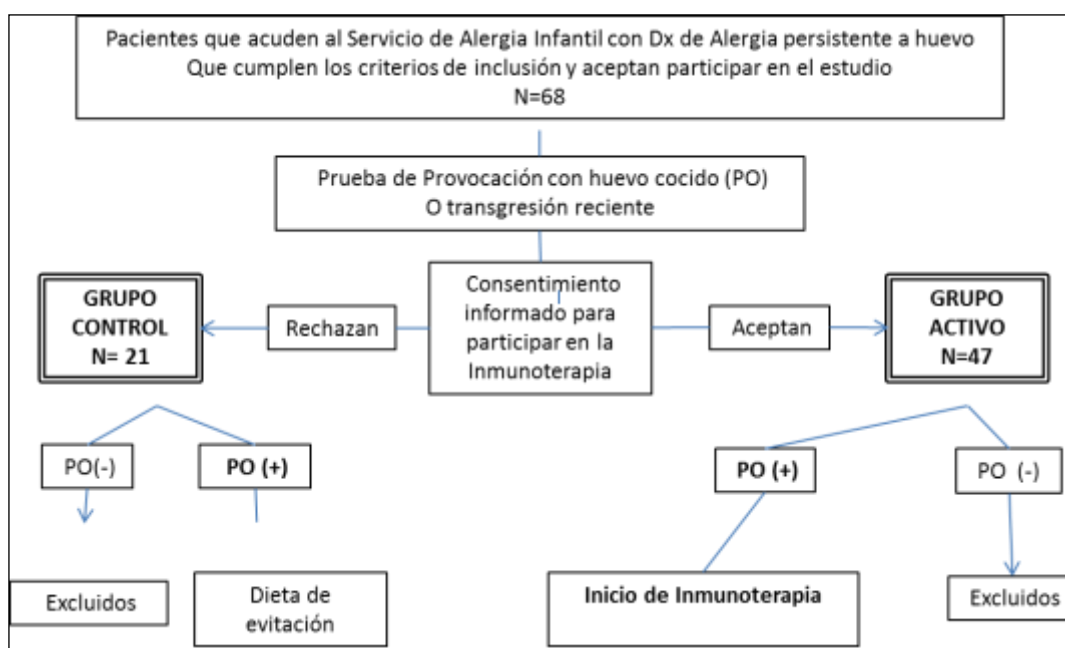 Pacientes que acuden al Servicio de Alergia Infantil con Dx de Alergia persistente a huevo
Que cumplen los criterios de inclusión y aceptan participar en el estudio
N=68
Prueba de Provocación con huevo cocido (PO)
O transgresión reciente
GRUPO
CONTROL
N= 21
Rechazan
Consentimiento
informado para
participar en la
Inmunoterapia
Aceptan
GRUPO
ACTIVO
N=47
PO(-)
PO (+)
PO (+)
PO (-)
Excluidos
Dieta de
evitación
Inicio de Inmunoterapia
Excluidos